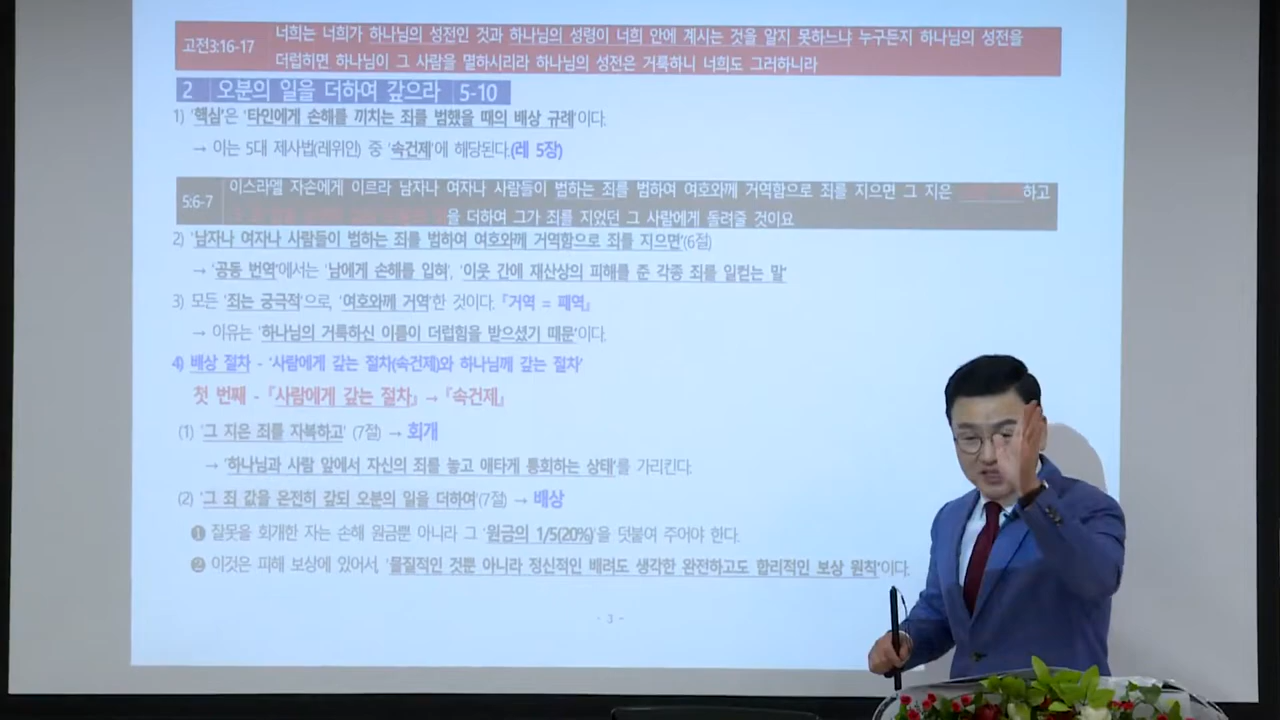 고전3:16-17
너희는 너희가 하나님의 성전인 것과 하나님의 성령이 너희 안에 계시는 것을 알지 못하느냐 누구든지 하나님의 성전을
더럽히면 하나님이 그 사람을 멸하시리라 하나님의 성전은 거룩하니 너희도 그러하니라
2 오분의 일을 더하여 갚으라 5-10
1) '핵심'은 '타인에게 손해를 끼치는 죄를 범했을 때의 배상 규례'이다.
→ 이는 5대 제사법(레위인) 중 '속건제'에 해당된다.(레 5장)
5:6-7
이스라엘 자손에게 이르라 남자나 여자나 사람들이 범하는 죄를 범하여 여호와께 거역함으로 죄를 지으면 그 지은 하고
을 더하여 그가 죄를 지었던 그 사람에게 돌려줄 것이요
2) '남자나 여자나 사람들이 범하는 죄를 범하여 여호와께 거역함으로 죄를 지으면'(6절)
→ '공동 번역'에서는 '남에게 손해를 입혀', '이웃 간에 재산상의 피해를 준 각종 죄를 일컫는 말'
3) 모든 '죄는 궁극적'으로, '여호와께 거역'한 것이다.『거역 = 패역』
→ 이유는 '하나님의 거룩하신 이름이 더럽힘을 받으셨기 때문'이다.
4) 배상 절차 - '사람에게 갚는 절차(속건제)와 하나님께 갚는 절차'
첫 번째 -『사람에게 갚는 절차』→『속건제』
(1) '그 지은 죄를 자복하고' (7절) → 회개
→ '하나님과 사람 앞에서 자신의 죄를 놓고 애타게 통회하는 상태'를 가리킨다.
(2) '그 죄 값을 온전히 갚되 오분의 일을 더하여'(7절) → 배상
❶ 잘못을 회개한 자는 손해 원금뿐 아니라 그 '원금의 1/5(20%)'을 덧붙여 주어야 한다.
❷ 이것은 피해 보상에 있어서, '물질적인 것뿐 아니라 정신적인 배려도 생각한 완전하고도 합리적인 보상 원칙'이다.
- 3 -